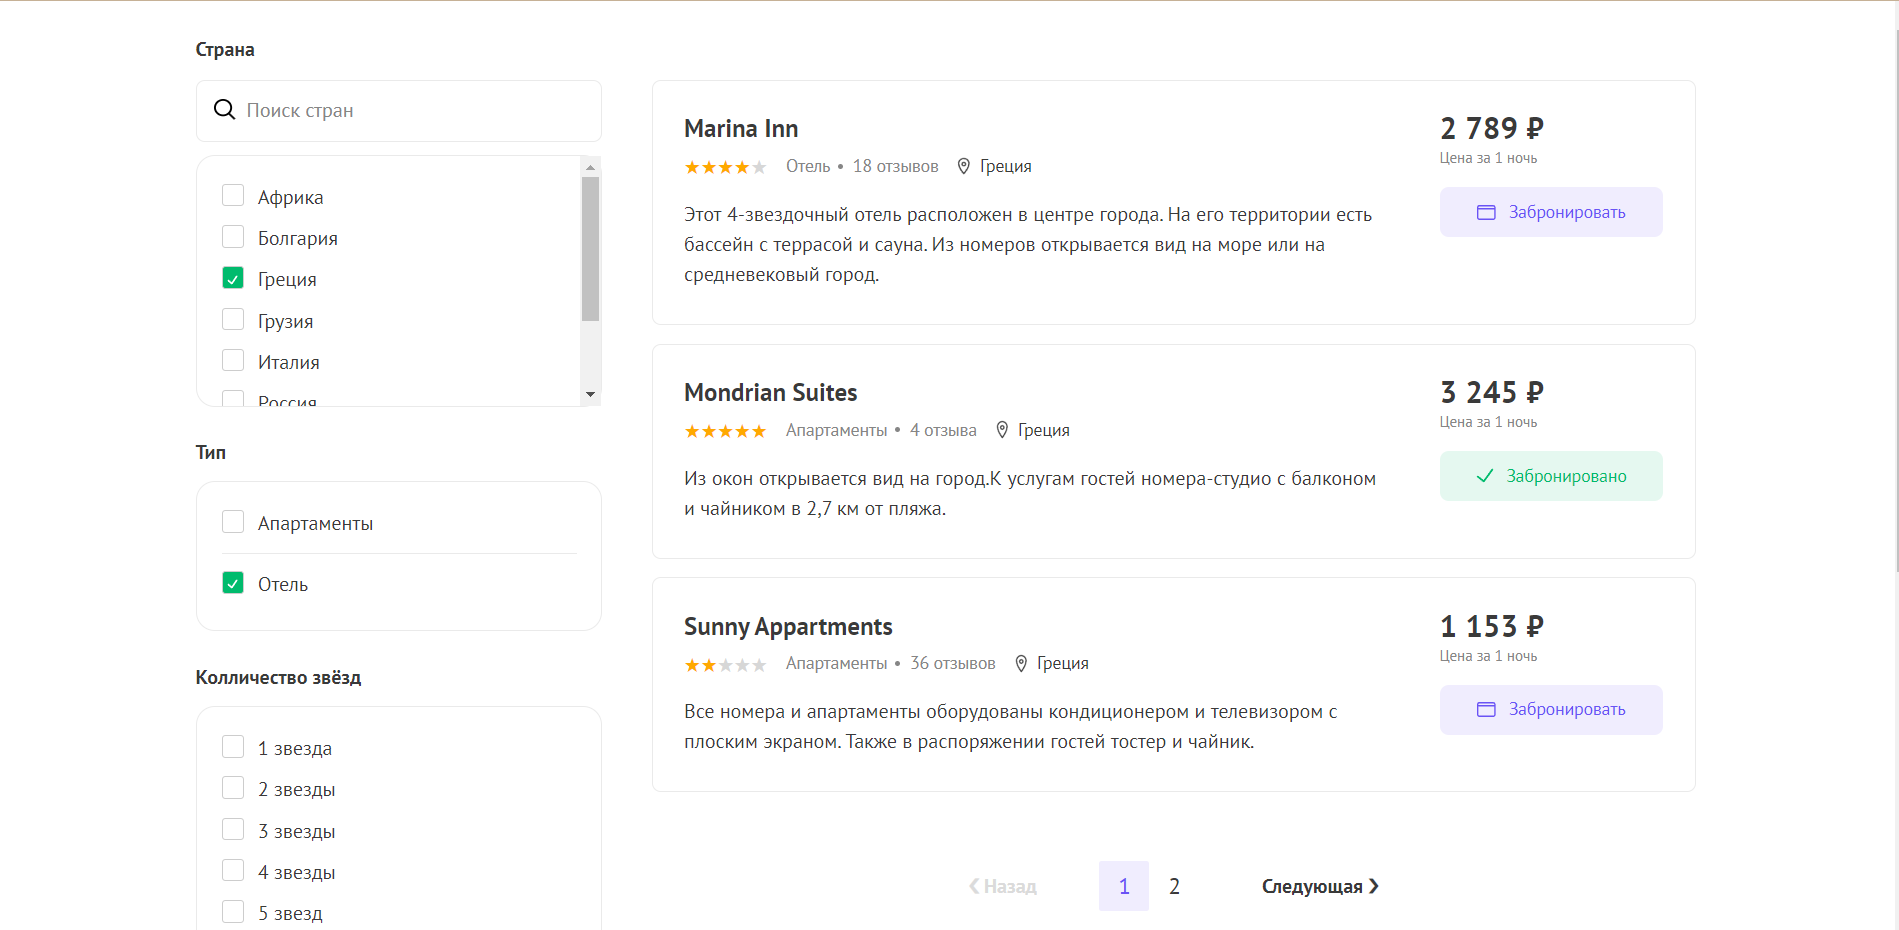 Страна
Поиск стран
Африка
Болгария
Греция
Грузия
Италия
Россия
Тип
Апартаменты
Отель
Колличество звёзд
1 звезда
2 звезды
3 звезды
4 звезды
5 звезд
Marina Inn
Отель • 18 отзывов Греция
Этот 4-звездочный отель расположен в центре города. На его территории есть
бассейн с террасой и сауна. Из номеров открывается вид на море или на
средневековый город.
2 789 ₽
Цена за 1 ночь
Забронировать
Mondrian Suites
Апартаменты • 4 отзыва Греция
Из окон открывается вид на город.К услугам гостей номера-студио с балконом
и чайником в 2,7 км от пляжа.
3 245 ₽
Цена за 1 ночь
Забронировано
Sunny Appartments
Апартаменты • 36 отзывов Греция
Все номера и апартаменты оборудованы кондиционером и телевизором с
плоским экраном. Также в распоряжении гостей тостер и чайник.
1 153 ₽
Цена за 1 ночь
Забронировать
Назад 1 2 Следующая